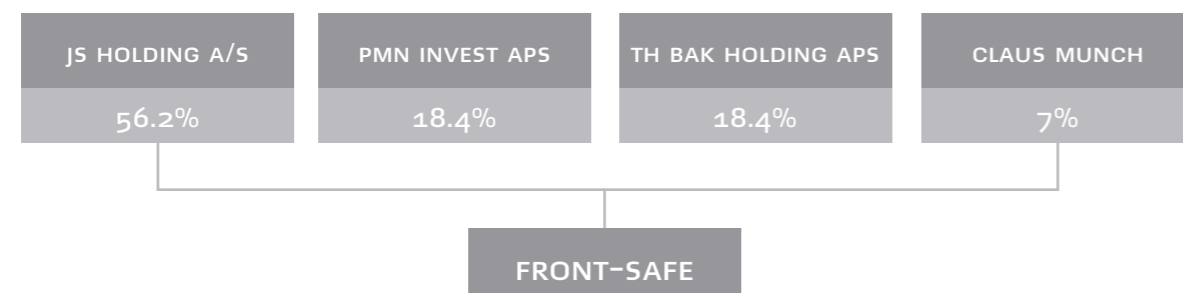 JS HOLDING A/S
PMN INVEST APS
TH BAK HOLDING APS
CLAUS MUNCH
56.2%
18.4%
18.4%
7%
FRONT-SAFE